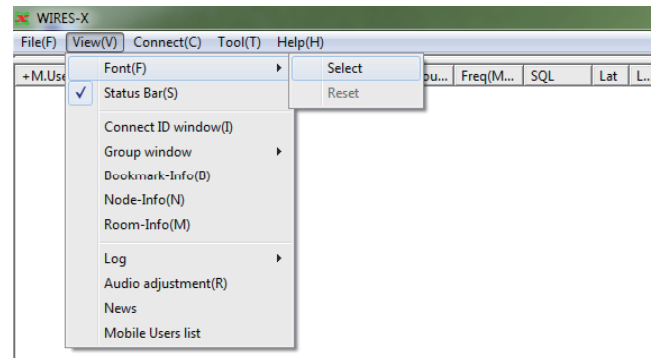 WIRES-X
File(F) View(V) Connect(C) Tool(T) Help(H)
+M.Use ou... Freq(M... SQL Lat L..
Font(F) Select
Status Bar(S) Reset
Connect ID window(I)
Group window
Bookmark-Info(B)
Node-Info(N)
Room-Info(M)
Log
Audio adjustment(R)
News
Mobile Users list